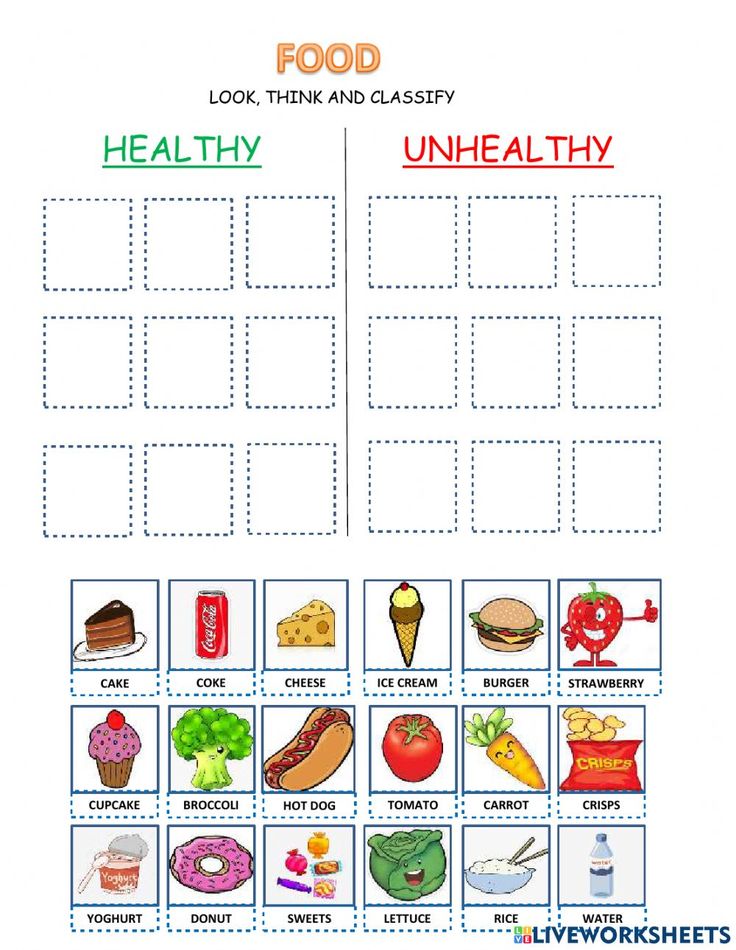 FOOD
LOOK, THINK AND CLASSIFY
HEALTHY UNHEALTHY
Coca-Cola
CAKE COKE CHEESE ICE CREAM BURGER STRAWBERRY
CRISPS
CUPCAKE BROCCOLI HOT DOG TOMATO CARROT CRISPS
Yoghurt water
YOGHURT DONUT SWEETS LETTUCE RICE WATER
LIVE LIVEWORKSHEETS